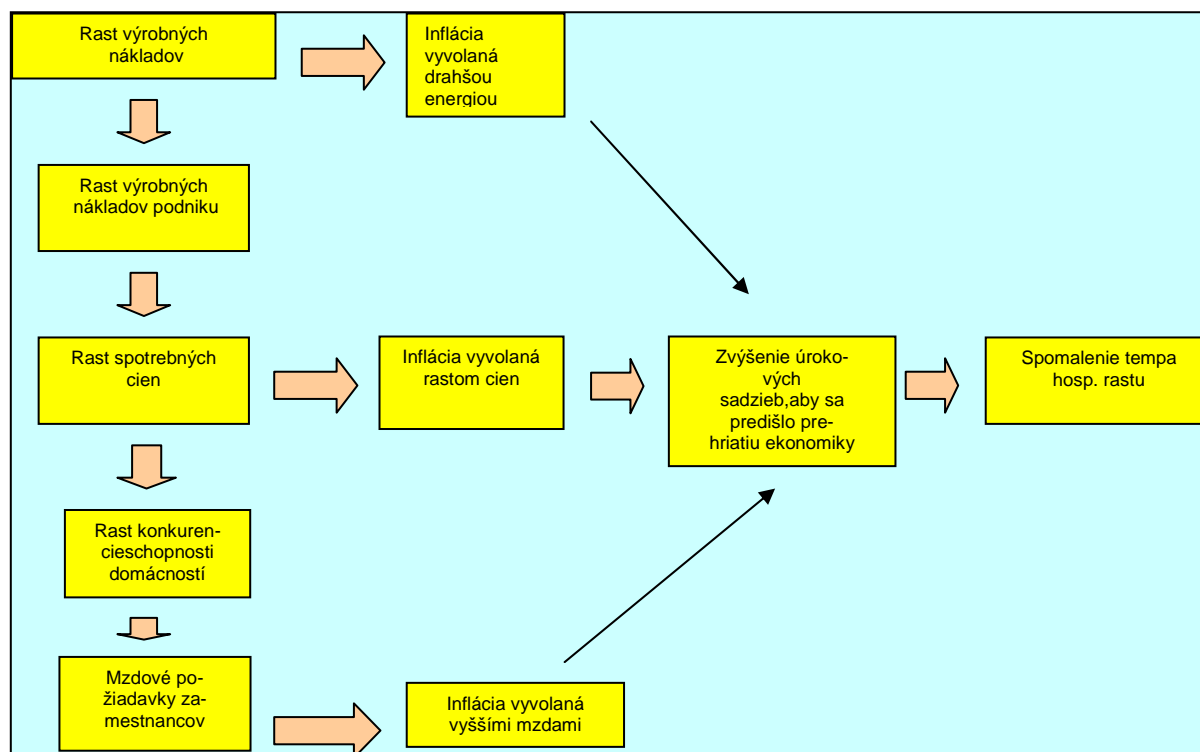 Rast výrobných
nákladov
Inflácia
vyvolaná
drahšou
energiou
Rast výrobných
nákladov podniku
Rast spotrebných
cien
Inflácia vyvolaná
rastom cien
Zvýšenie úroko-
vých
sadzieb,aby sa
predišlo pre-
hriatiu ekonomiky
Spomalenie tempa
hosp. rastu
Rast konkuren-
cieschopnosti
domácností
Mzdové po-
žiadavky za-
mestnancov
Inflácia vyvolaná
vyššími mzdami